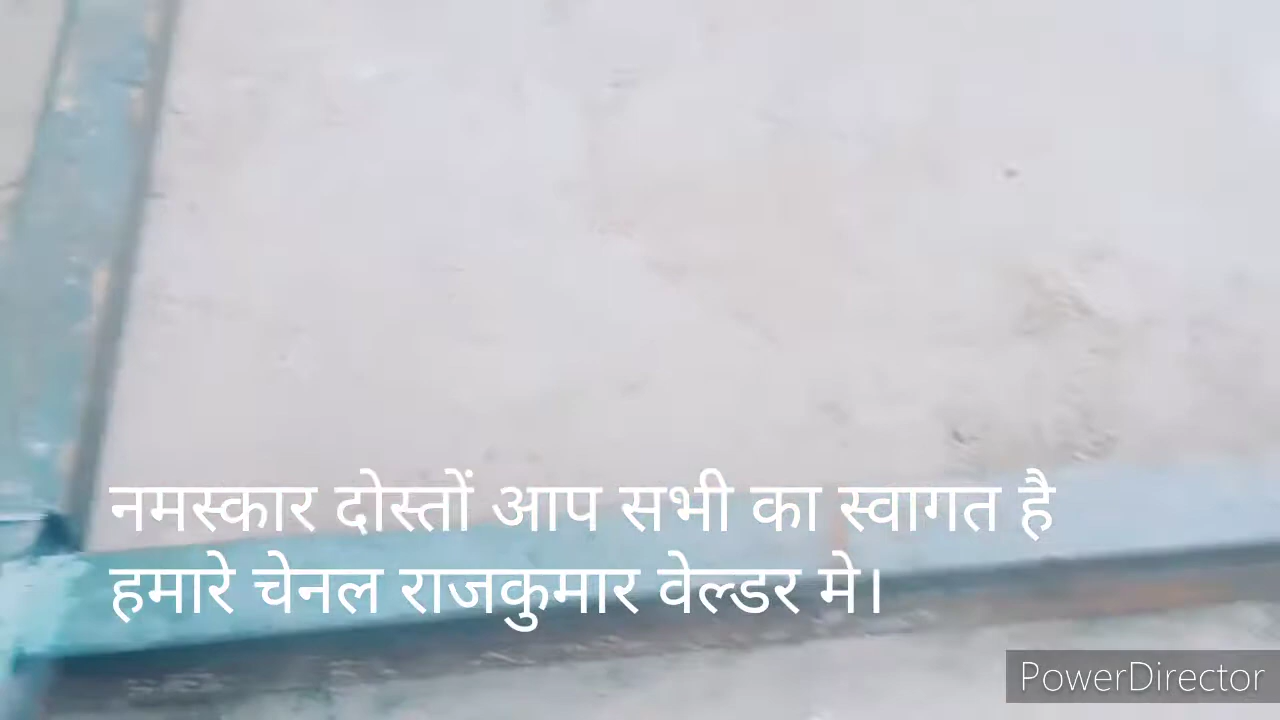 नमस्कार दोस्तों आप सभी का स्वागत है
हमारे चेनल राजकुमार वेल्डर मे।
PowerDirector